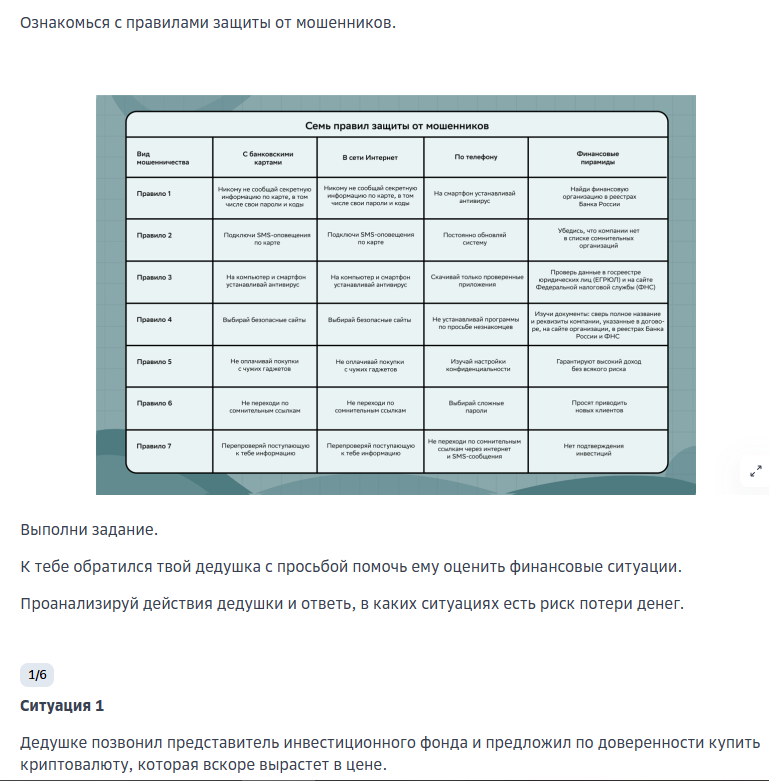 Ознакомься с правилами защиты от мошенников.
Семь правил защиты от мошенников
Вид
мошенничества
С банковскими
картами
В сети Интернет
По телефону
Финансовые
пирамиды
Правило 1
Никому не сообщай секретную
информацию по карте, в том
числе свои пароли и коды
Никому не сообщай секретную
информацию по карте, в том
числе свои пароли и коды
На смартфон устанавливай
антивирус
Найди финансовую
организацию в реестрах
Банка России
Правило 2
Подключи SMS-оповещения
по карте
Подключи SMS-оповещения
по карте
Постоянно обновляй
систему
Убедись, что компании нет
в списке сомнительных
организаций
Правило 3
На компьютер и смартфон
устанавливай антивирус
На компьютер и смартфон
устанавливай антивирус
Скачивай только проверенные
приложения
Проверь данные в госреестре
юридических лиц (ЕГРЮЛ) и на сайте
Федеральной налоговой службы (ФНС)
Правило 4
Выбирай безопасные сайты
Выбирай безопасные сайты
Не устанавливай программы
по просьбе незнакомцев
Изучи документы: сверь полное название
и реквизиты компании, указанные в догово-
ре, на сайте организации, в реестрах Банка
России и ФНС
Правило 5
Не оплачивай покупки
с чужих гаджетов
Не оплачивай покупки
с чужих гаджетов
Изучай настройки
конфиденциальности
Гарантируют высокий доход
без всякого риска
Правило 6
Не переходи по
сомнительным ссылкам
Не переходи по
сомнительным ссылкам
Выбирай сложные
пароли
Просят приводить
новых клиентов
Правило 7
Перепроверяй поступающую
к тебе информацию
Перепроверяй поступающую
к тебе информацию
Не переходи по сомнительным
ссылкам через интернет
и SMS-сообщения
Нет подтверждения
инвестиций
Выполни задание.
К тебе обратился твой дедушка с просьбой помочь ему оценить финансовые ситуации.
Проанализируй действия дедушки и ответь, в каких ситуациях есть риск потери денег.
1/6
Ситуация 1
Дедушке позвонил представитель инвестиционного фонда и предложил по доверенности купить
криптовалюту, которая вскоре вырастет в цене.